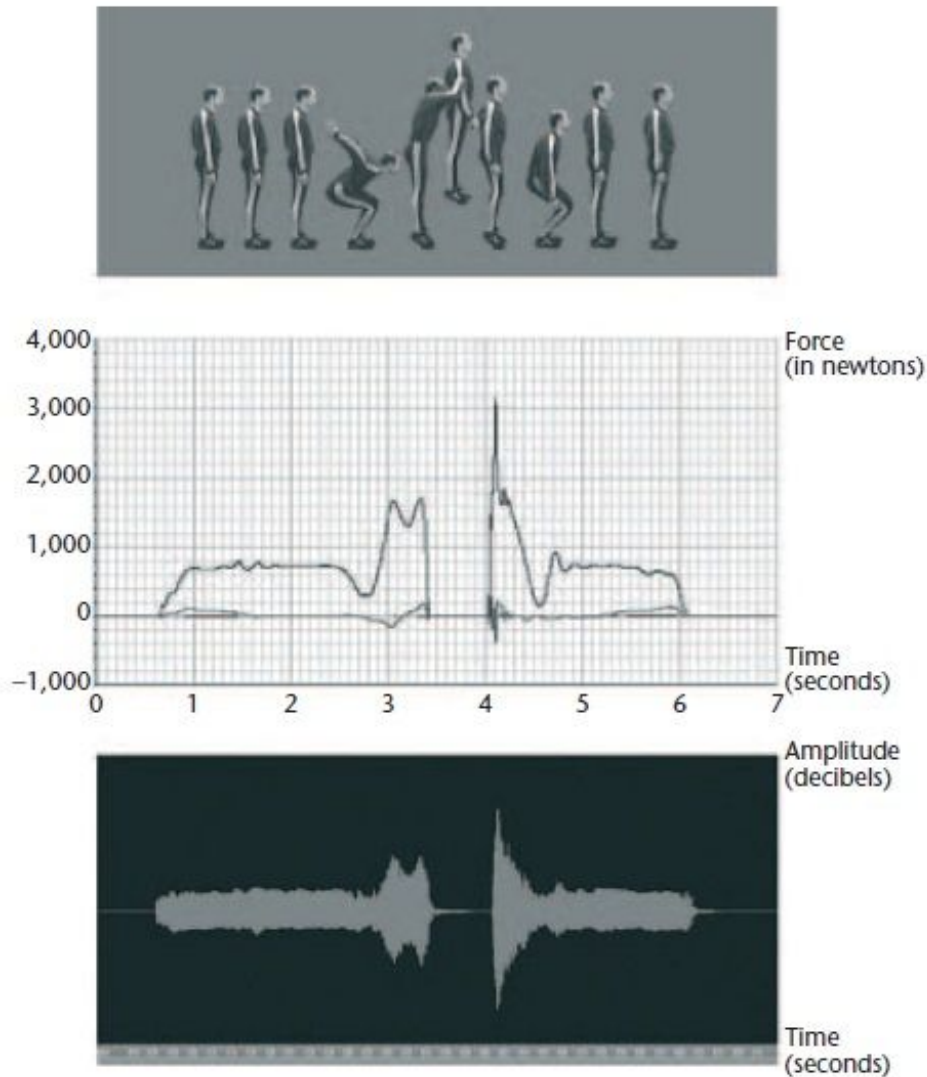 4,000
3,000
2,000
1,000
0
–1,000
Force
(in newtons)
Time
(seconds)
0 1 2 3 4 5 6 7
Amplitude
(decibels)
Time
(seconds)